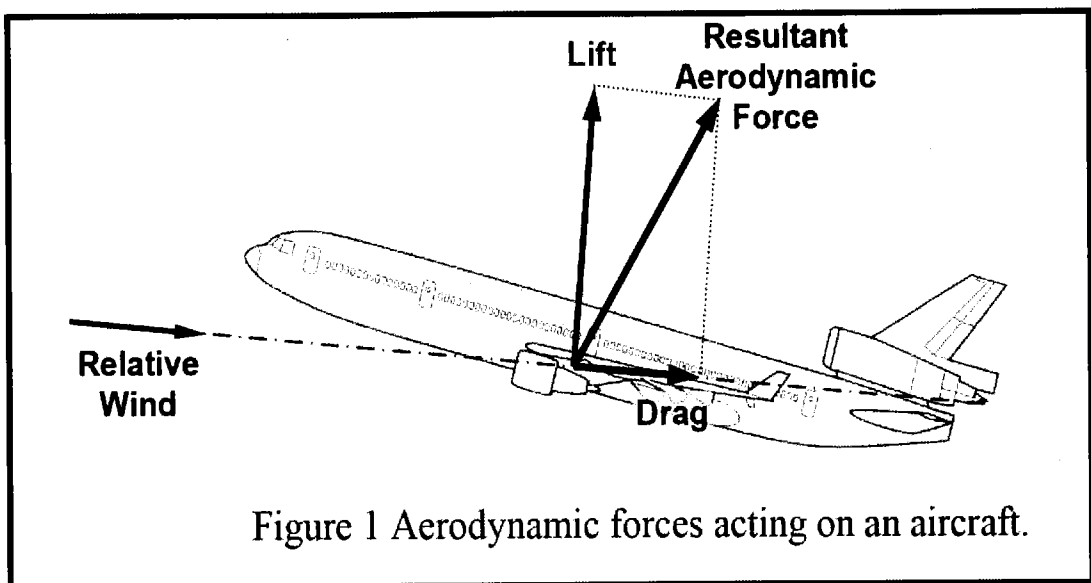 Lift
Resultant
Aerodynamic
Force
Relative
Wind
Drag
Figure 1 Aerodynamic forces acting on an aircraft.